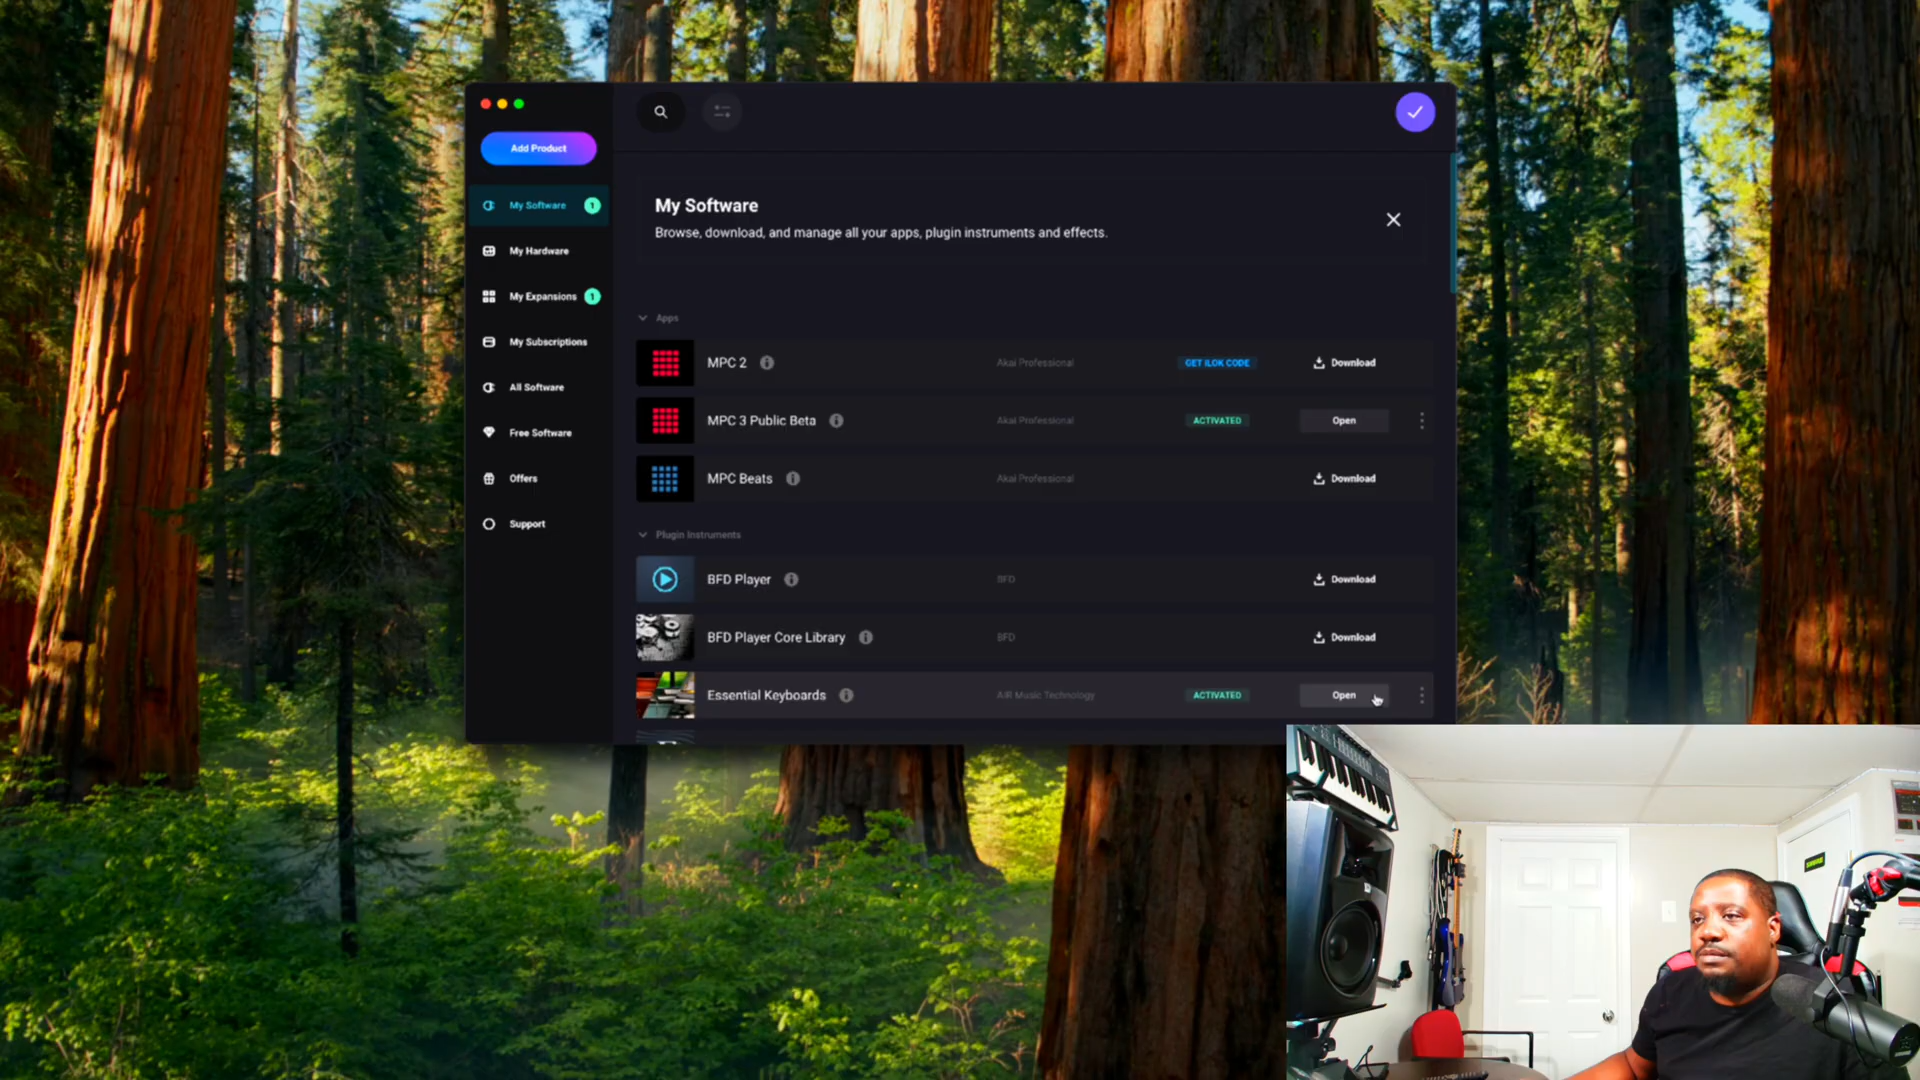 Add Product
My Software 1
My Hardware
My Expansions 1
My Subscriptions
All Software
Free Software
Offers
Support
My Software
Browse, download, and manage all your apps, plugin instruments and effects.
Apps
MPC 2 Akai Professional GET ILOK CODE Download
MPC 3 Public Beta Akai Professional ACTIVATED Open
MPC Beats Akai Professional Download
Plugin Instruments
BFD Player BFD Download
BFD Player Core Library BFD Download
Essential Keyboards AIR Music Technology ACTIVATED Open